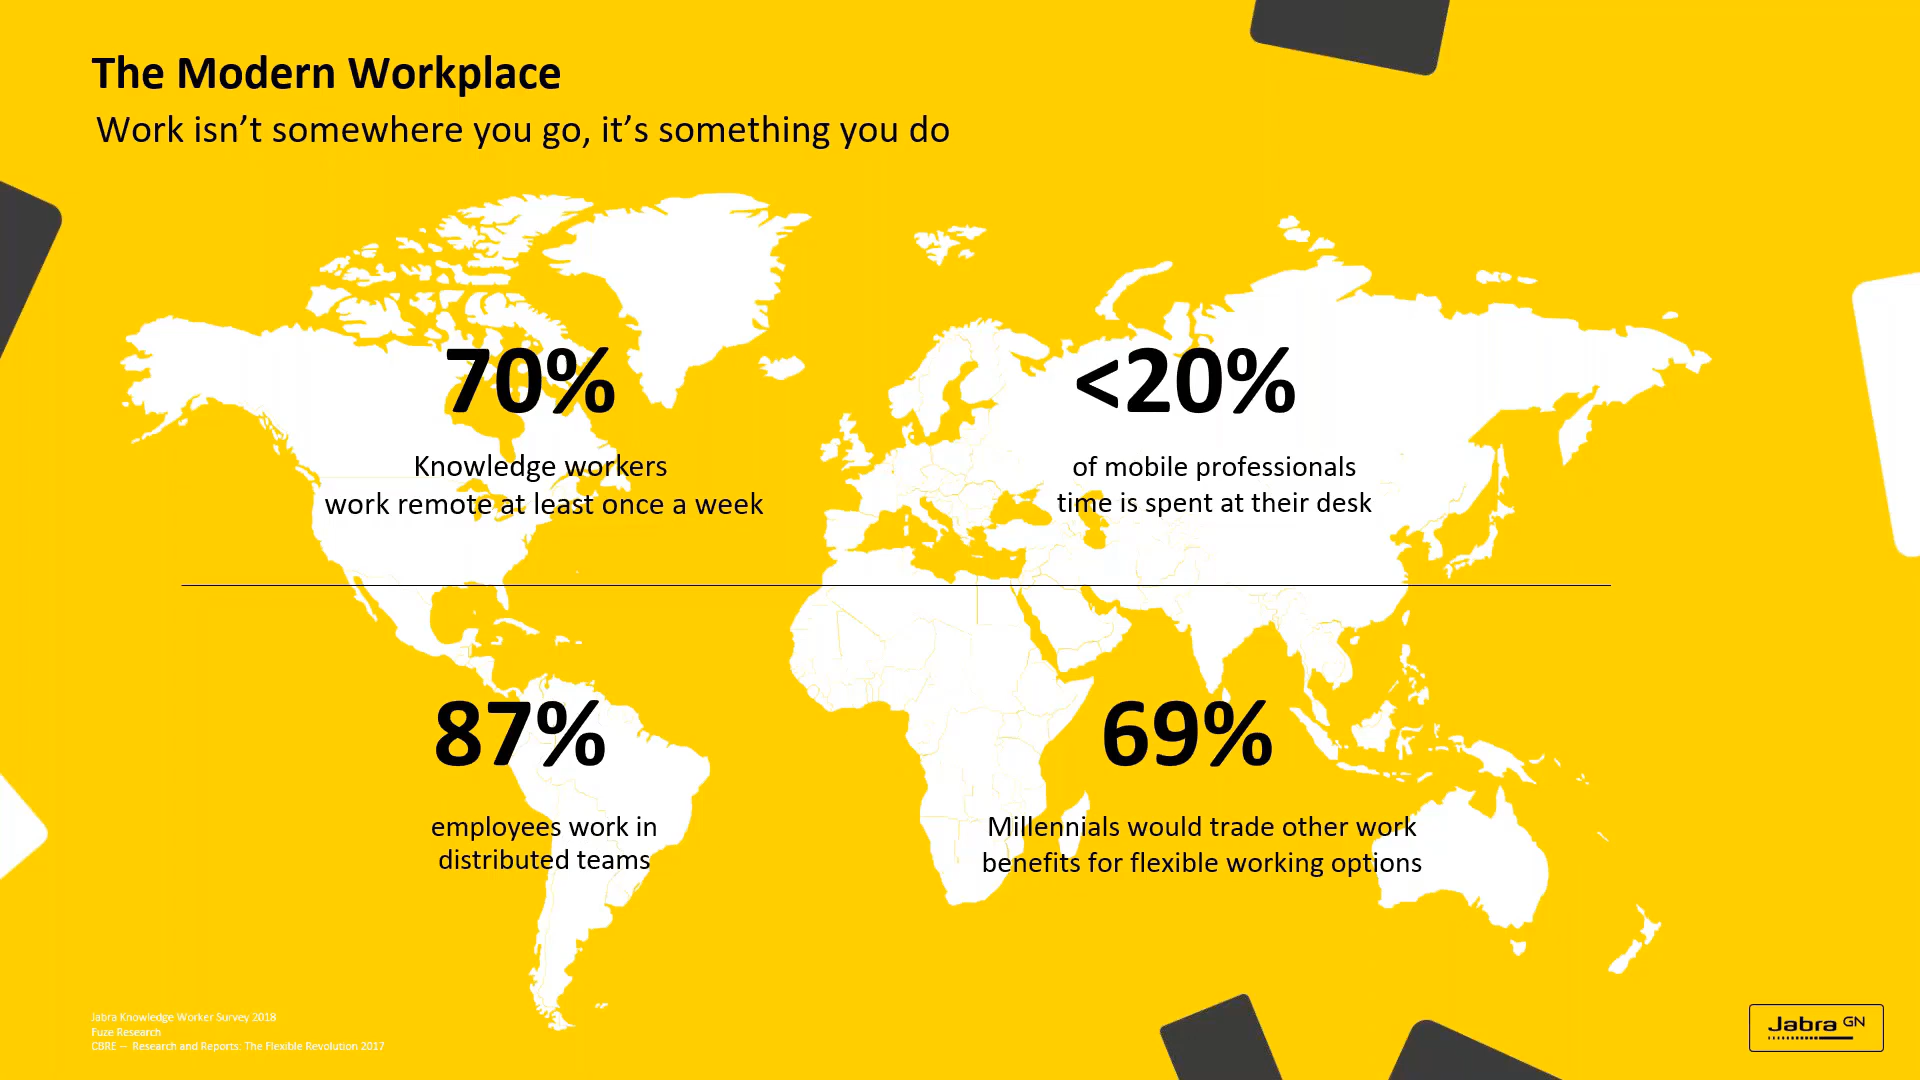 The Modern Workplace
Work isn’t somewhere you go, it’s something you do
70%
Knowledge workers
work remote at least once a week
<20%
of mobile professionals
time is spent at their desk
87%
employees work in
distributed teams
69%
Millennials would trade other work
benefits for flexible working options
Jabra Knowledge Worker Survey 2018
Fuze Research
CBRE – Research and Reports: The Flexible Revolution 2017
Jabra GN